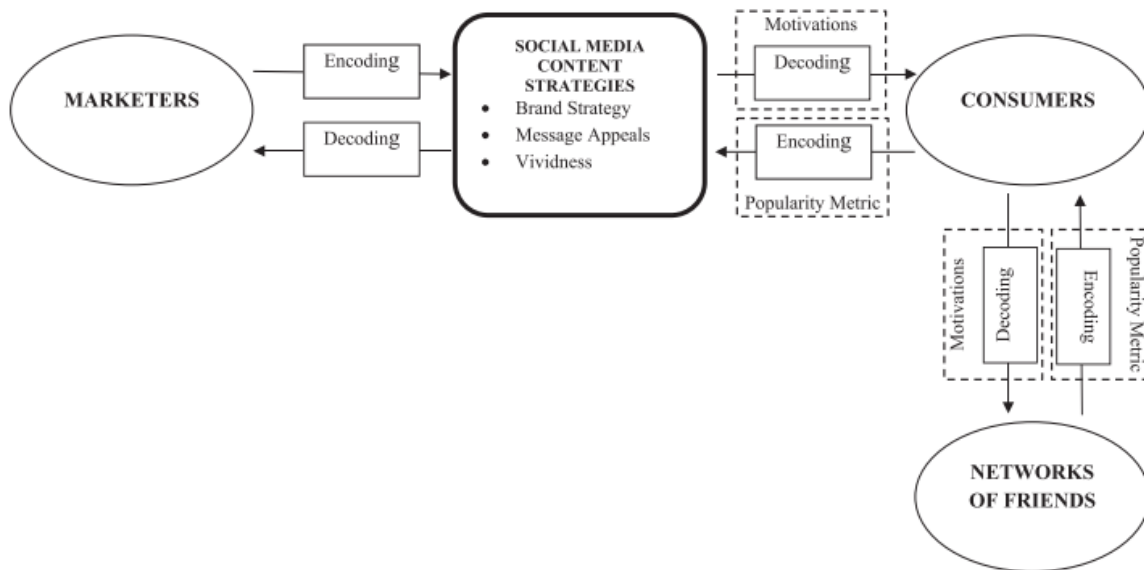 MARKETERS
Encoding
Decoding
SOCIAL MEDIA
CONTENT
STRATEGIES
• Brand Strategy
• Message Appeals
• Vividness
Motivations
Decoding
Encoding
Popularity Metric
CONSUMERS
Motivations
Decoding
Encoding
Popularity Metric
NETWORKS
OF FRIENDS